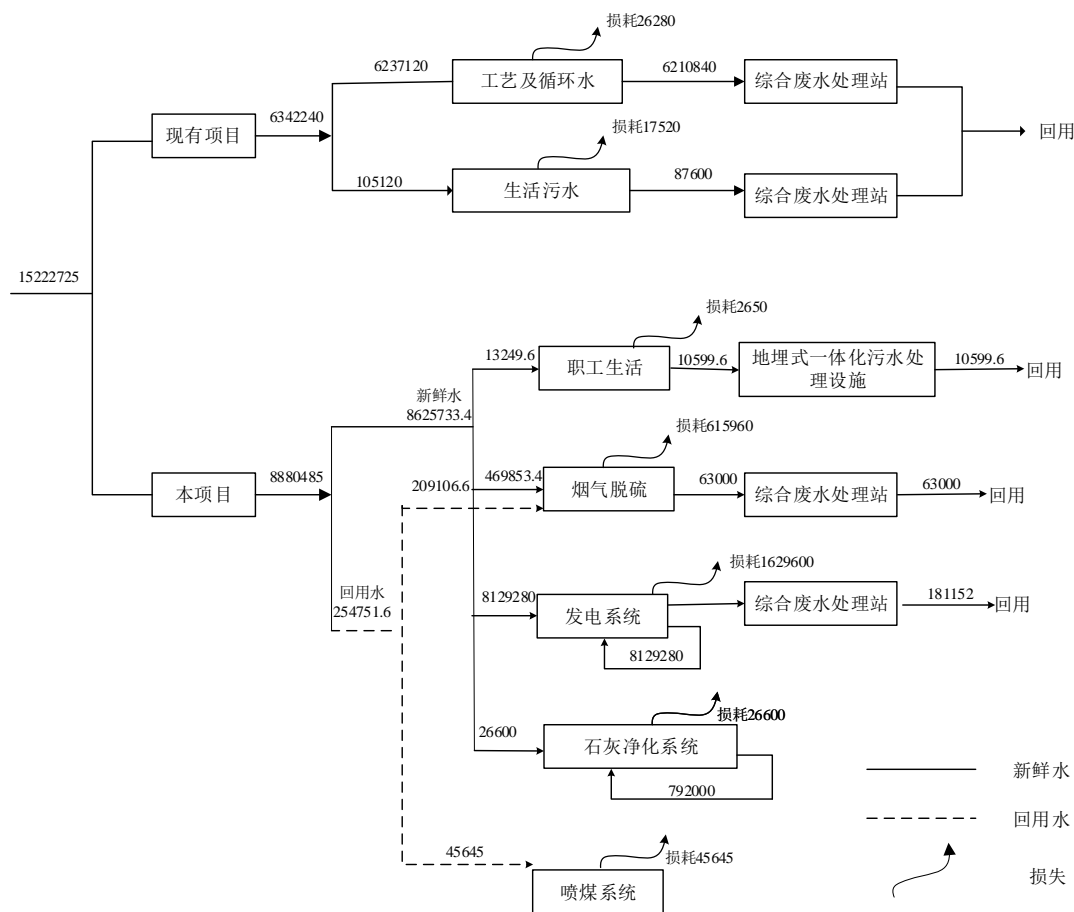 损耗26280
6237120
工艺及循环水
6210840
综合废水处理站
现有项目
6342240
回用
损耗17520
105120
生活污水
87600
综合废水处理站
15222725
损耗2650
13249.6
职工生活
10599.6
地埋式一体化污水处
理设施
10599.6
回用
新鲜水
8625733.4
损耗615960
本项目
8880485
209106.6
469853.4
烟气脱硫
63000
综合废水处理站
63000
回用
回用水
254751.6
损耗1629600
8129280
发电系统
综合废水处理站
181152
回用
8129280
损耗26600
26600
石灰净化系统
792000
新鲜水
回用水
45645
损耗45645
喷煤系统
损失